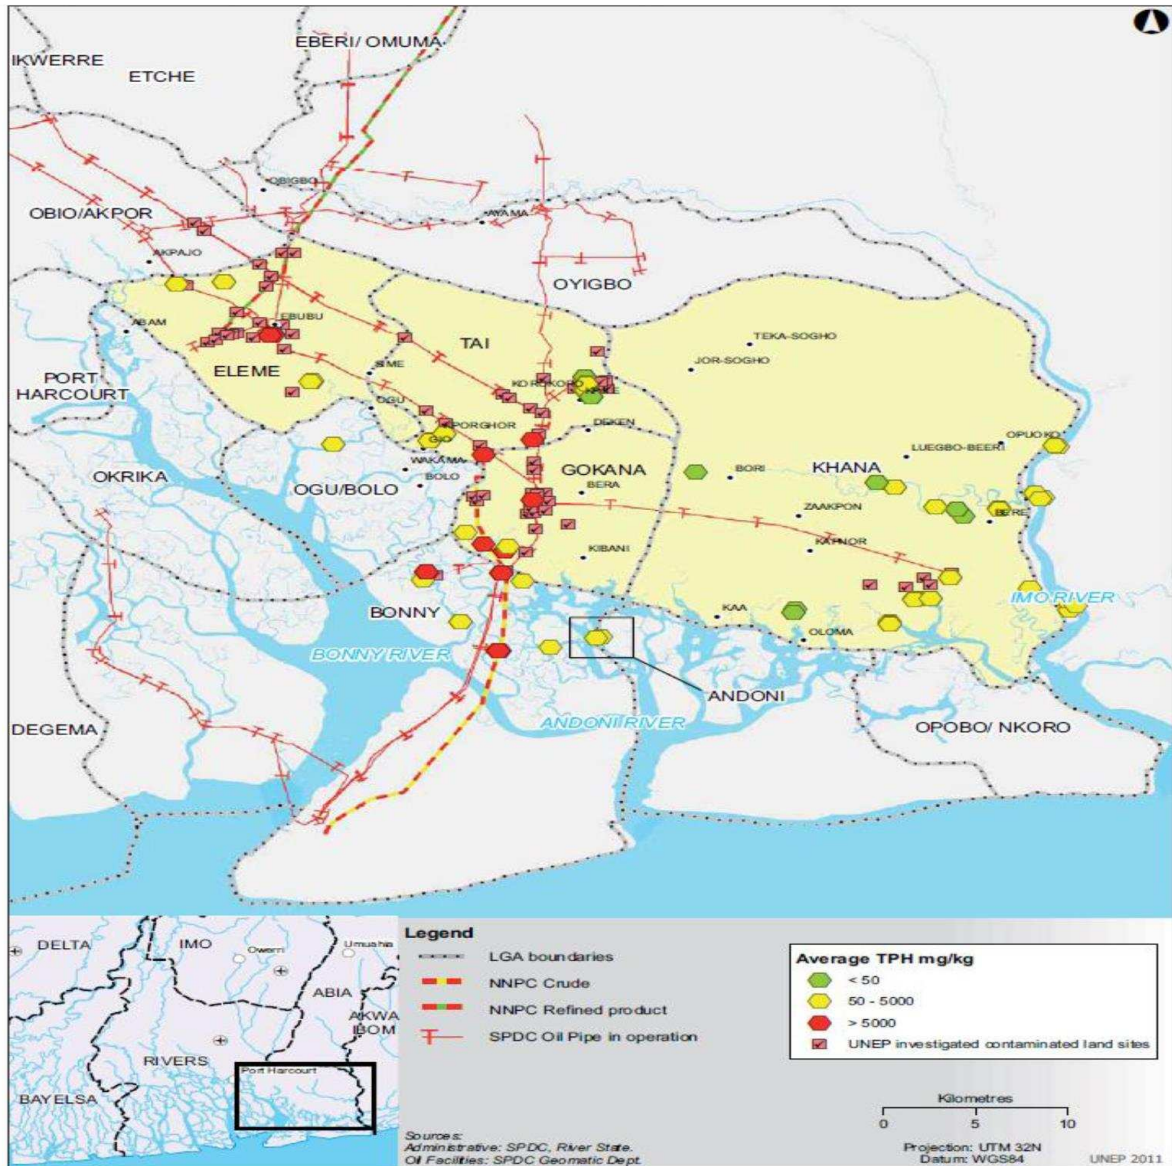 EBERI/ OMUMA
IKWERRE
ETCHE
OBIGBO
OBIO/AKPOR
AYAMA
AKPAJO
OYIGBO
ABAM
EBUBU
TEKA-SOGHO
TAI
JOR-SOGHO
ELEME
SIME
PORT
HARCOURT
KOROKORO
OGU
KPORGHOR
DEKEN
GIO
OPUOKO
LUEGBO-BEERI
WAKAMA
GOKANA
BORI
KHANA
OKRIKA
BOLO
OGU/BOLO
BERA
ZAAKPON
BERE
KIBANI
KAPNOR
IMO RIVER
BONNY
KAA
OLOMA
BONNY RIVER
ANDONI
ANDONI RIVER
DEGEMA
OPOBO/ NKORO
DELTA
IMO
Owerri
Umuahia
ABIA
AKWA
IBOM
RIVERS
Port Harcourt
BAYELSA
Legend
LGA boundaries
NNPC Crude
NNPC Refined product
SPDC Oil Pipe in operation
Average TPH mg/kg
< 50
50 - 5000
> 5000
UNEP investigated contaminated land sites
Kilometres
0 5 10
Sources:
Administrative: SPDC, River State.
Oil Facilities: SPDC Geomatic Dept.
Projection: UTM 32N
Datum: WGS84
UNEP 2011